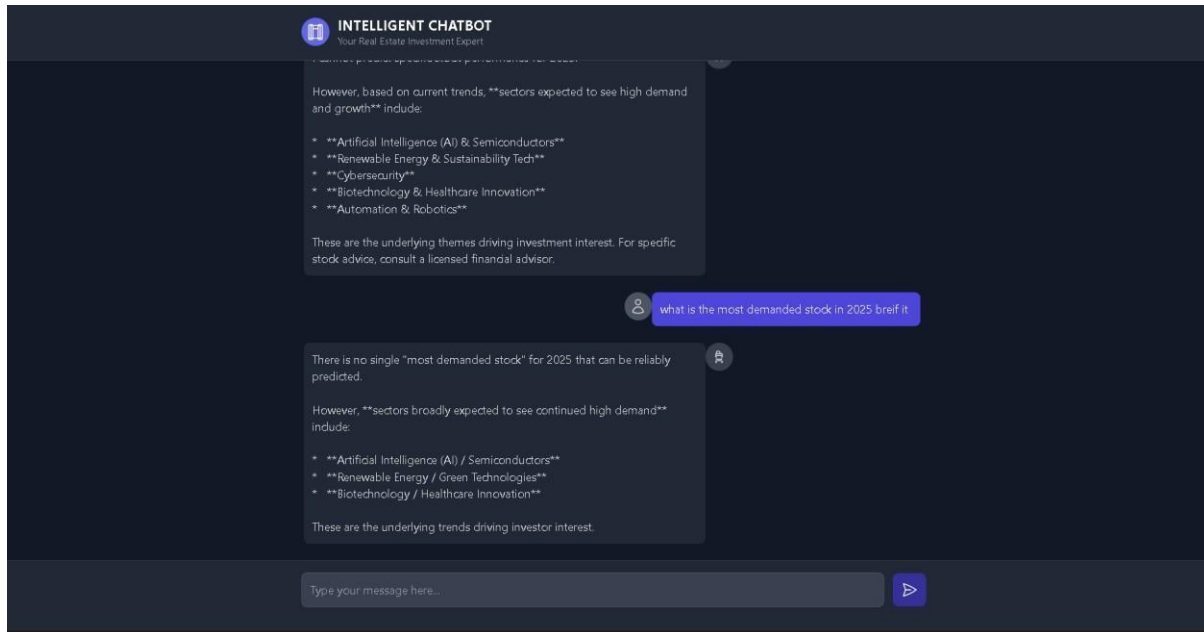 INTELLIGENT CHATBOT
Your Real Estate Investment Expert
However, based on current trends, **sectors expected to see high demand
and growth** include:
* **Artificial Intelligence (AI) & Semiconductors**
* **Renewable Energy & Sustainability Tech**
* **Cybersecurity**
* **Biotechnology & Healthcare Innovation**
* **Automation & Robotics**
These are the underlying themes driving investment interest. For specific
stock advice, consult a licensed financial advisor.
what is the most demanded stock in 2025 breif it
There is no single "most demanded stock" for 2025 that can be reliably
predicted.
However, **sectors broadly expected to see continued high demand**
include:
* **Artificial Intelligence (AI) / Semiconductors**
* **Renewable Energy / Green Technologies**
* **Biotechnology / Healthcare Innovation**
These are the underlying trends driving investor interest.
Type your message here...